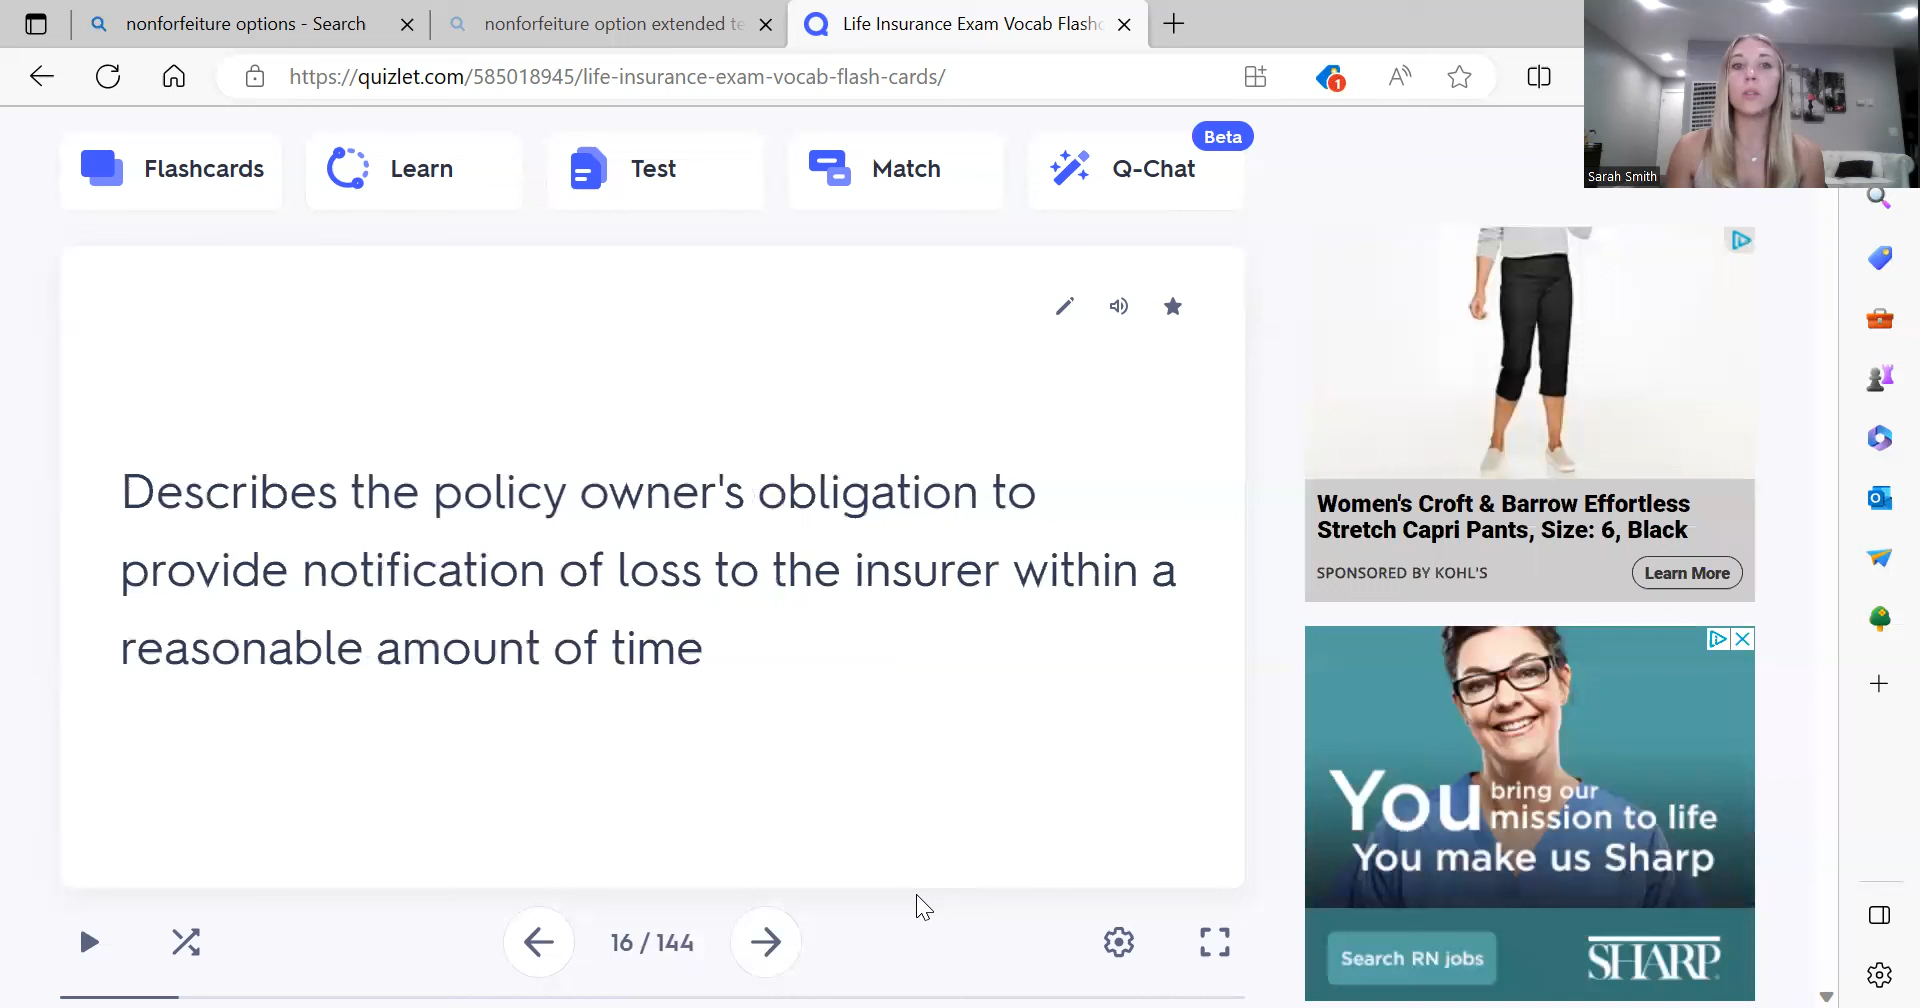 nonforfeiture options - Search
nonforfeiture option extended te
Life Insurance Exam Vocab Flashc
https://quizlet.com/585018945/life-insurance-exam-vocab-flash-cards/
1
Sarah Smith
Flashcards
Learn
Test
Match
Beta
Q-Chat
Describes the policy owner's obligation to
provide notification of loss to the insurer within a
reasonable amount of time
16 / 144
Women's Croft & Barrow Effortless
Stretch Capri Pants, Size: 6, Black
SPONSORED BY KOHL'S
Learn More
You bring our
mission to life
You make us Sharp
Search RN jobs
SHARP